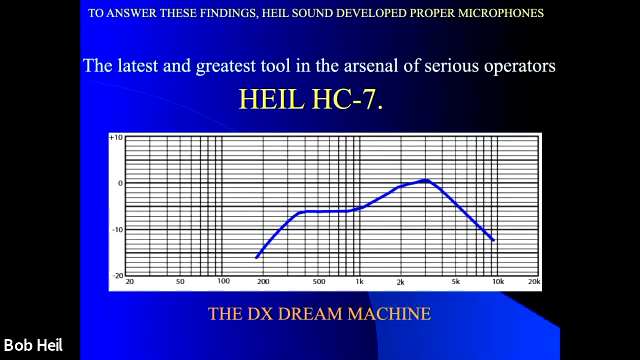 TO ANSWER THESE FINDINGS, HEIL SOUND DEVELOPED PROPER MICROPHONES
The latest and greatest tool in the arsenal of serious operators
HEIL HC-7.
+10
0
-10
-20
20 50 100 200 500 1k 2k 5k 10k 20k
THE DX DREAM MACHINE
Bob Heil